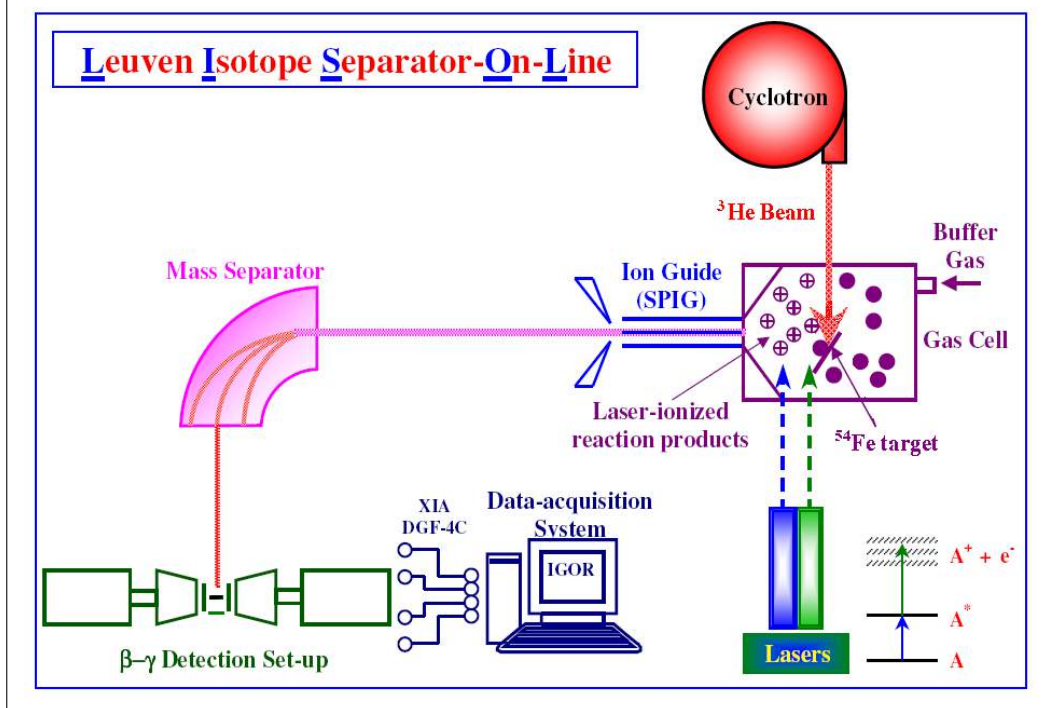 Leuven Isotope Separator-On-Line
Cyclotron
³He Beam
Buffer
Gas
Mass Separator
Ion Guide
(SPIG)
Gas Cell
Laser-ionized
reaction products
⁵⁴Fe target
XIA
DGF-4C
Data-acquisition
System
IGOR
A⁺ + e⁻
A*
A
Lasers
β–γ Detection Set-up